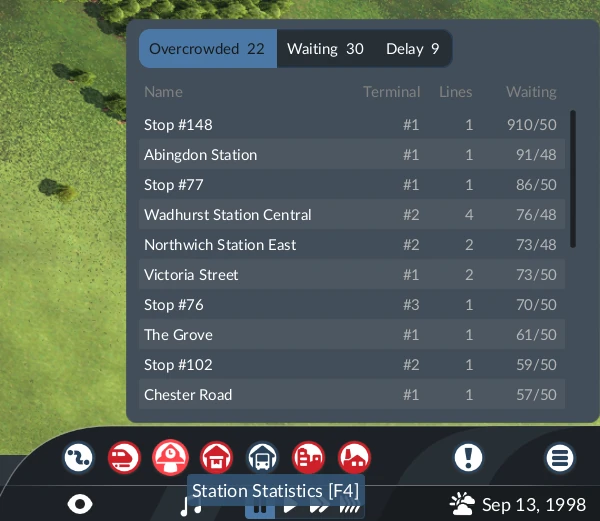 Overcrowded 22 Waiting 30 Delay 9
Name Terminal Lines Waiting
Stop #148 #1 1 910/50
Abingdon Station #1 1 91/48
Stop #77 #1 1 86/50
Wadhurst Station Central #2 4 76/48
Northwich Station East #2 2 73/48
Victoria Street #1 2 73/50
Stop #76 #3 1 70/50
The Grove #1 1 61/50
Stop #102 #2 1 59/50
Chester Road #1 1 57/50
Station Statistics [F4]
Sep 13, 1998